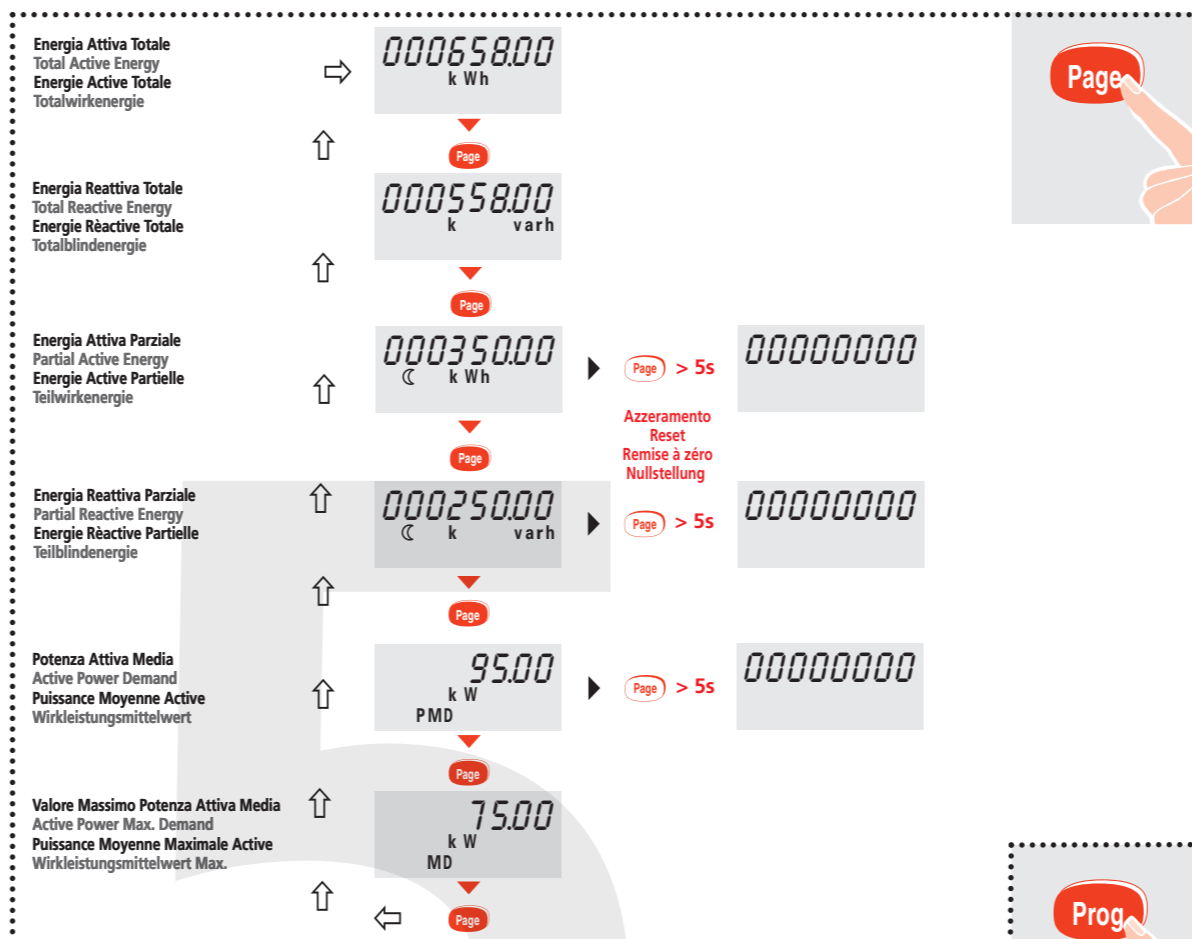 Energia Attiva Totale
Total Active Energy
Energie Active Totale
Totalwirkenergie
000658.00
k Wh
Page
Page
Energia Reattiva Totale
Total Reactive Energy
Energie Rèactive Totale
Totalblindenergie
000558.00
k varh
Page
Energia Attiva Parziale
Partial Active Energy
Energie Active Partielle
Teilwirkenergie
000350.00
k Wh
Page > 5s
00000000
Page
Azzeramento
Reset
Remise à zéro
Nullstellung
Energia Reattiva Parziale
Partial Reactive Energy
Energie Rèactive Partielle
Teilblindenergie
000250.00
k varh
Page > 5s
00000000
Page
Potenza Attiva Media
Active Power Demand
Puissance Moyenne Active
Wirkleistungsmittelwert
95.00
k W
PMD
Page > 5s
00000000
Page
Valore Massimo Potenza Attiva Media
Active Power Max. Demand
Puissance Moyenne Maximale Active
Wirkleistungsmittelwert Max.
75.00
k W
MD
Page
Prog
5